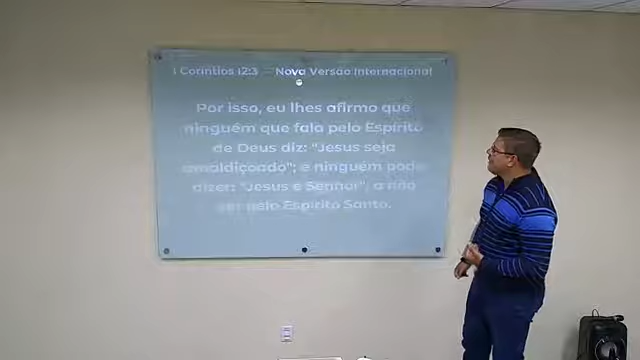 1 Coríntios 12:3 - Nova Versão Internacional
Por isso, eu lhes afirmo que
ninguém que fala pelo Espírito
de Deus diz: "Jesus seja
amaldiçoado"; e ninguém pode
dizer: "Jesus é Senhor", a não
ser pelo Espírito Santo.